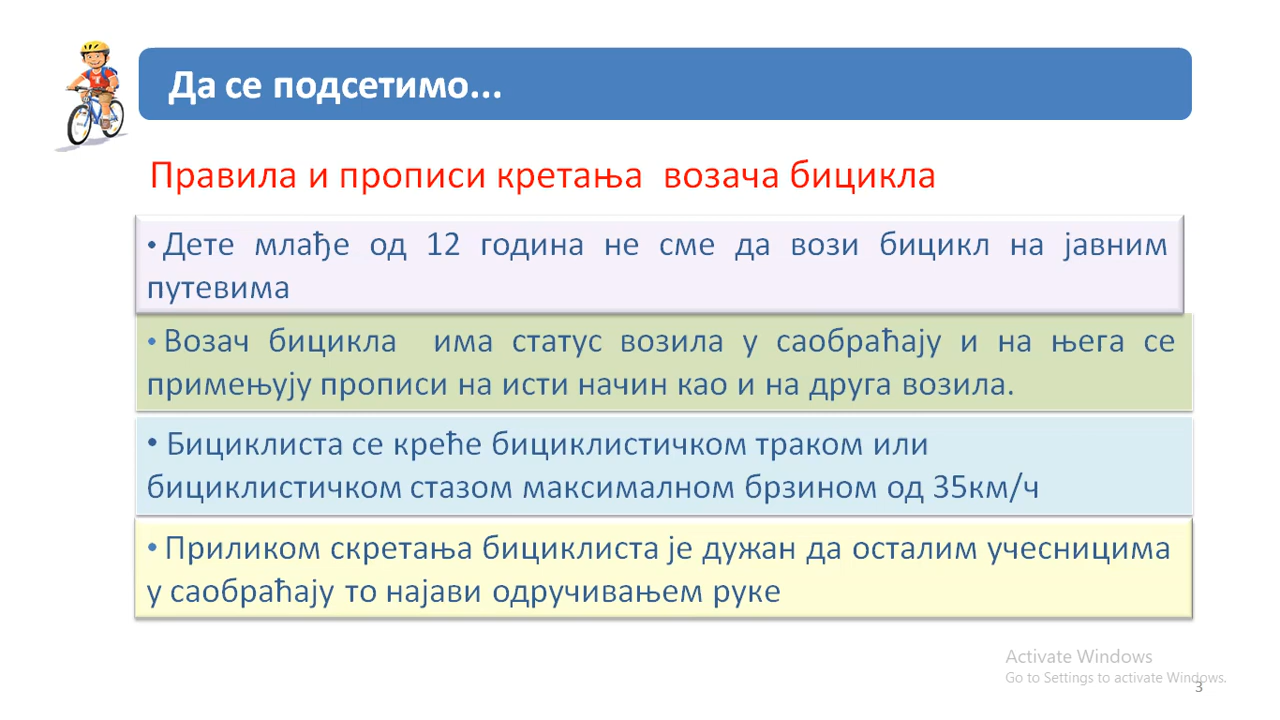 Да се подсетимо...
Правила и прописи кретања возача бицикла
• Дете млађе од 12 година не сме да вози бицикл на јавним
путевима
• Возач бицикла има статус возила у саобраћају и на њега се
примењују прописи на исти начин као и на друга возила.
• Бициклиста се креће бициклистичком траком или
бициклистичком стазом максималном брзином од 35км/ч
• Приликом скретања бициклиста је дужан да осталим учесницима
у саобраћају то најави одручивањем руке
Activate Windows
Go to Settings to activate Windows.
3